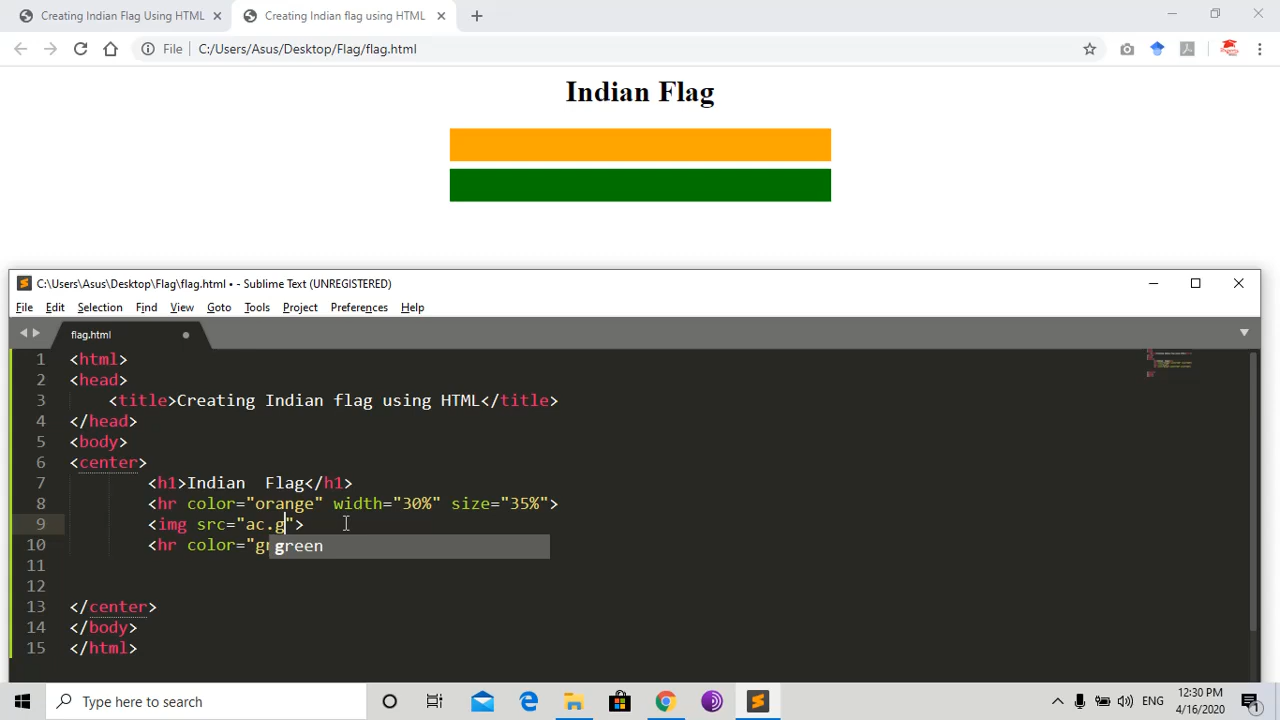 Creating Indian Flag Using HTML
Creating Indian flag using HTML
File C:/Users/Asus/Desktop/Flag/flag.html
Indian Flag
C:\Users\Asus\Desktop\Flag\flag.html • - Sublime Text (UNREGISTERED)
File Edit Selection Find View Goto Tools Project Preferences Help
flag.html
1 <html>
2 <head>
3 <title>Creating Indian flag using HTML</title>
4 </head>
5 <body>
6 <center>
7 <h1>Indian  Flag</h1>
8 <hr color="orange" width="30%" size="35%">
9 <img src="ac.g">
10 <hr color="gr
green
11
12
13 </center>
14 </body>
15 </html>
Type here to search
ENG
12:30 PM
4/16/2020
1